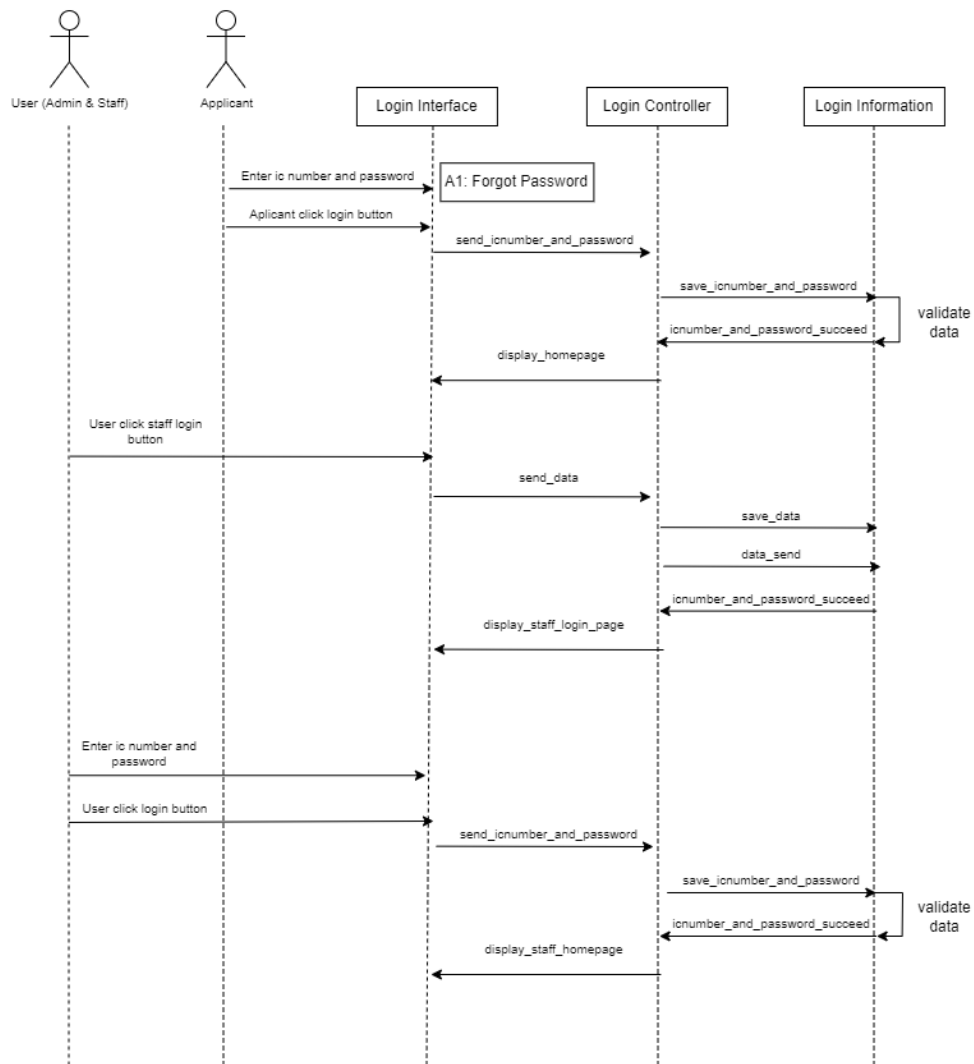 User (Admin & Staff)
Applicant
Login Interface
Login Controller
Login Information
Enter ic number and password
A1: Forgot Password
Aplicant click login button
send_icnumber_and_password
save_icnumber_and_password
validate
data
icnumber_and_password_succeed
display_homepage
User click staff login
button
send_data
save_data
data_send
icnumber_and_password_succeed
display_staff_login_page
Enter ic number and
password
User click login button
send_icnumber_and_password
save_icnumber_and_password
validate
data
icnumber_and_password_succeed
display_staff_homepage